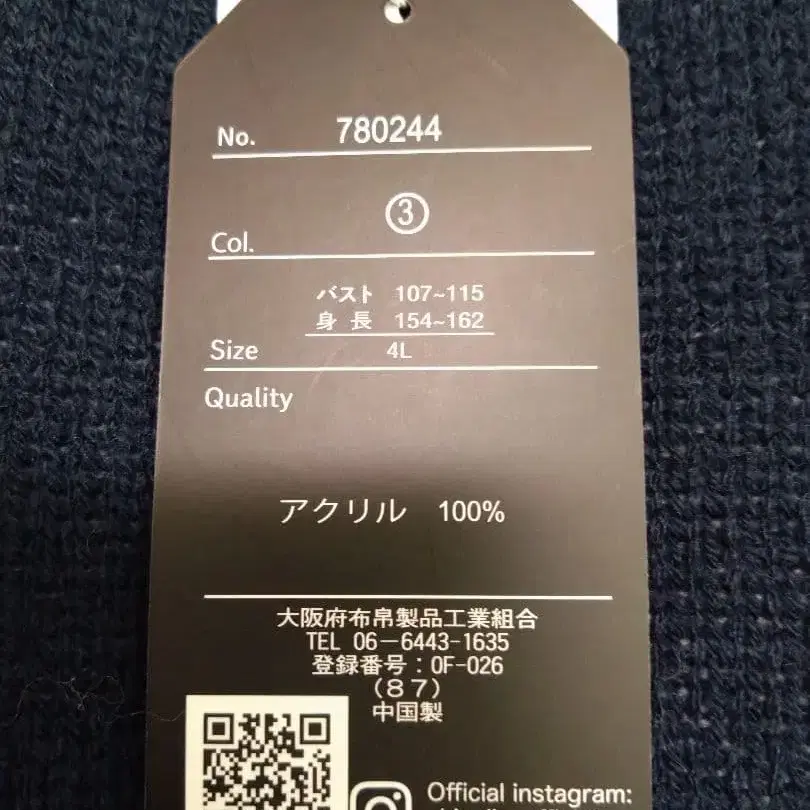 No. 780244
Col. ③
バスト 107~115
身長 154~162
Size 4L
Quality
アクリル 100%
大阪府布帛製品工業組合
TEL 06-6443-1635
登録番号:OF-026
(87)
中国製
Official instagram: